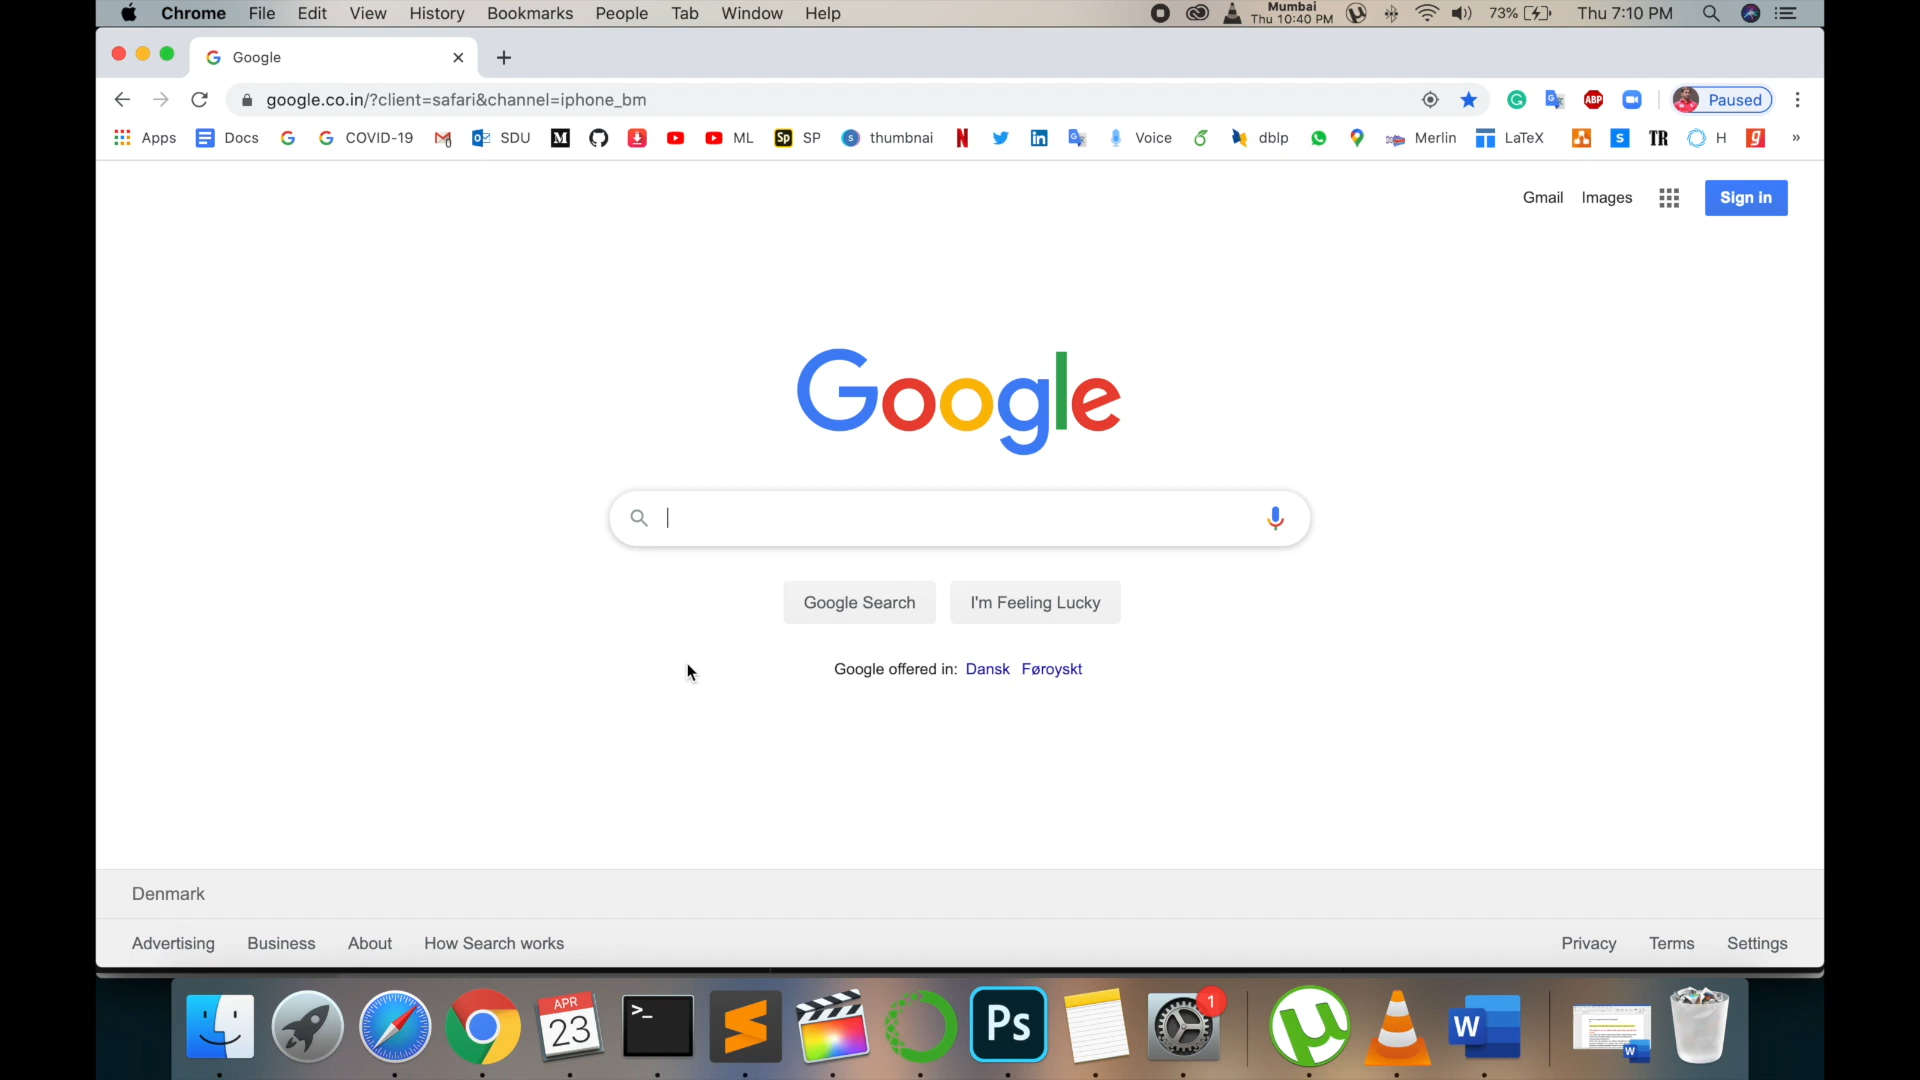 Chrome File Edit View History Bookmarks People Tab Window Help
Mumbai
Thu 10:40 PM
73% Thu 7:10 PM
Google
google.co.in/?client=safari&channel=iphone_bm
ABP
Paused
Apps Docs COVID-19 SDU M ML Sp SP thumbnai N dblp Voice Merlin LaTeX S TR H g »
Gmail Images Sign in
Google
Google Search I'm Feeling Lucky
Google offered in: Dansk Føroyskt
Denmark
Advertising Business About How Search works
Privacy Terms Settings
APR
23
>_
Ps
1
W